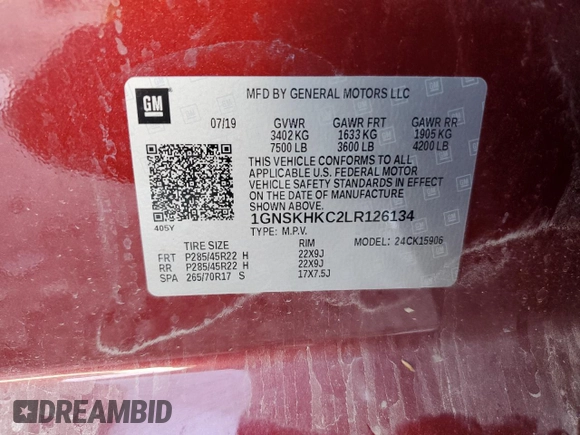 GM
MFD BY GENERAL MOTORS LLC
07/19 GVWR GAWR FRT GAWR RR
3402 KG 1633 KG 1905 KG
7500 LB 3600 LB 4200 LB
THIS VEHICLE CONFORMS TO ALL
APPLICABLE U.S. FEDERAL MOTOR
VEHICLE SAFETY STANDARDS IN EFFECT
ON THE DATE OF MANUFACTURE
SHOWN ABOVE.
405Y
1GNSKHKC2LR126134
TYPE: M.P.V. MODEL: 24CK15906
TIRE SIZE RIM
FRT P285/45R22 H 22X9J
RR P285/45R22 H 22X9J
SPA 265/70R17 S 17X7.5J
DREAMBID